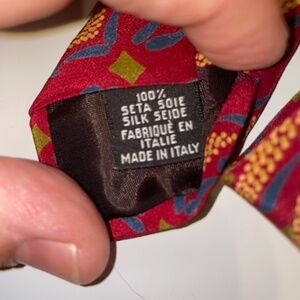 100%
SETA SOIE
SILK SEIDE
FABRIQUÉ EN
ITALIE
MADE IN ITALY